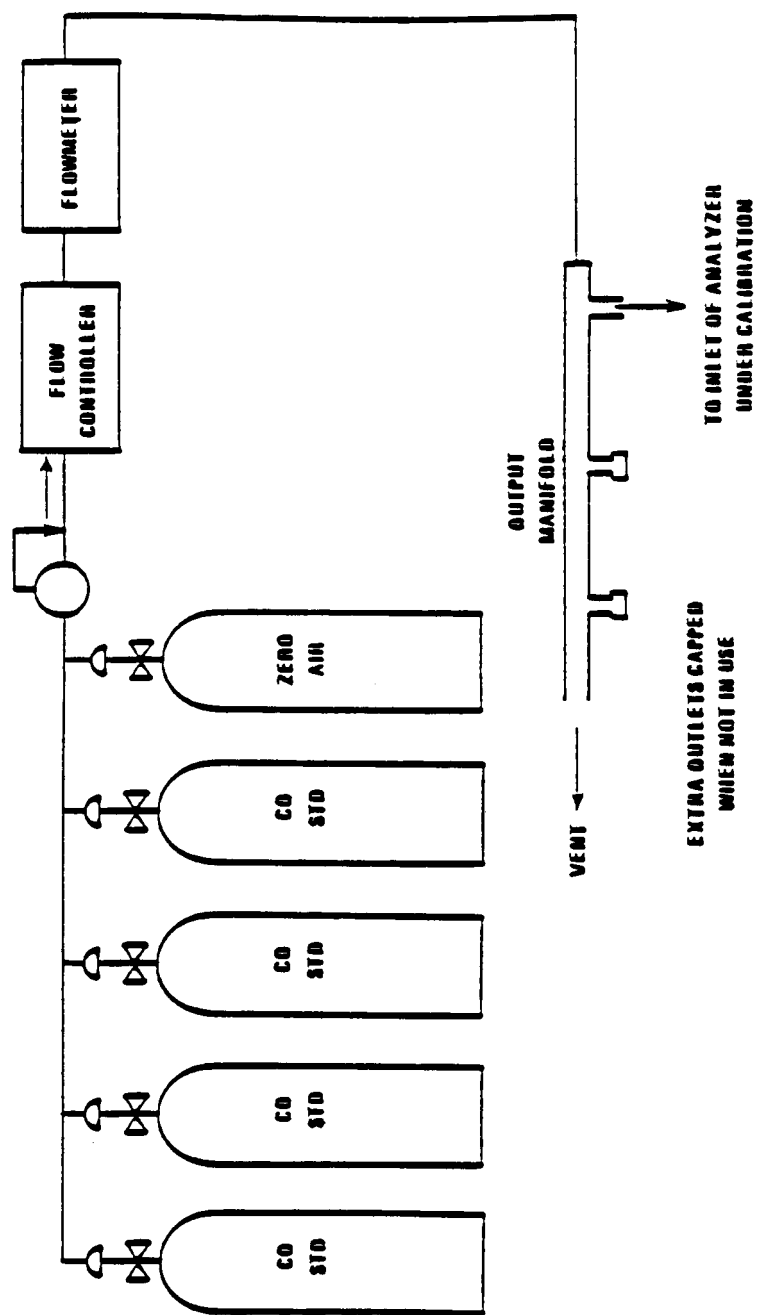 FLOWMETER
FLOW
CONTROLLER
ZERO
AIR
CO
STD
CO
STD
CO
STD
CO
STD
OUTPUT
MANIFOLD
VENT
TO INLET OF ANALYZER
UNDER CALIBRATION
EXTRA OUTLETS CAPPED
WHEN NOT IN USE